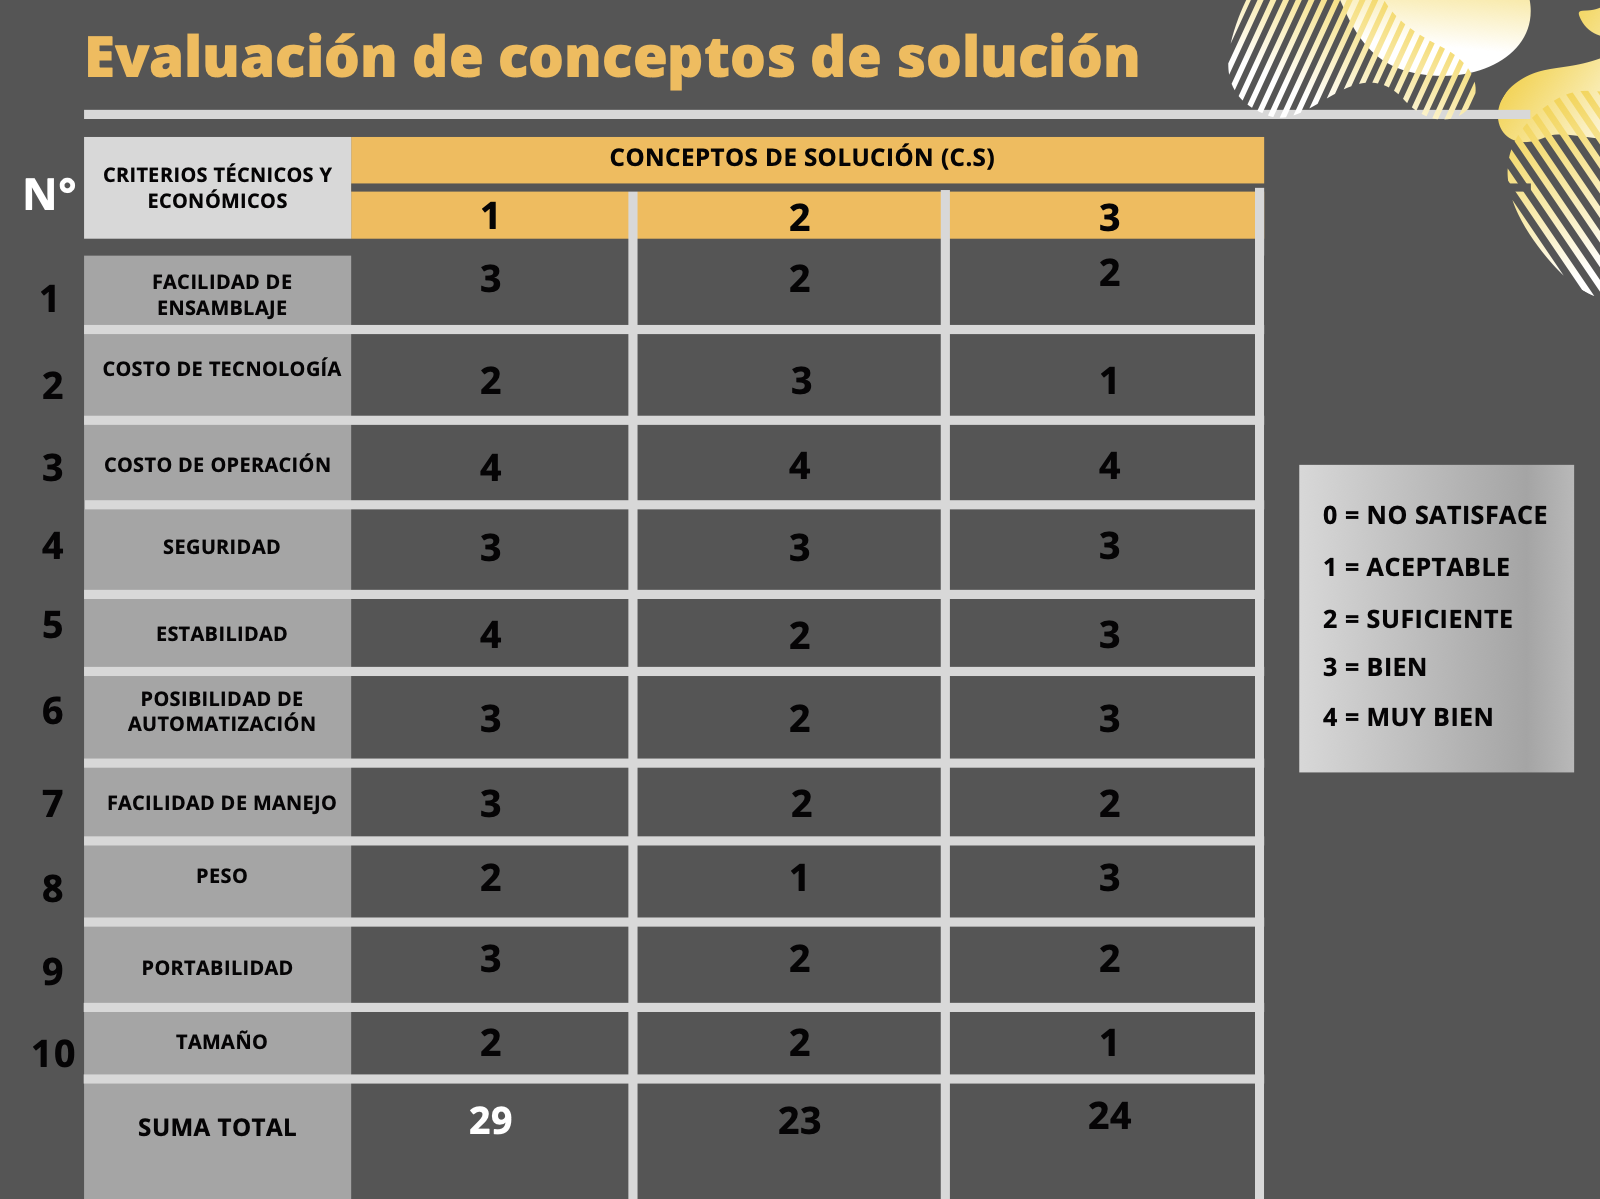 Evaluación de conceptos de solución
N°
CRITERIOS TÉCNICOS Y
ECONÓMICOS
CONCEPTOS DE SOLUCIÓN (C.S)
1 2 3
1 FACILIDAD DE
ENSAMBLAJE 3 2 2
2 COSTO DE TECNOLOGÍA 2 3 1
3 COSTO DE OPERACIÓN 4 4 4
4 SEGURIDAD 3 3 3
5 ESTABILIDAD 4 2 3
6 POSIBILIDAD DE
AUTOMATIZACIÓN 3 2 3
7 FACILIDAD DE MANEJO 3 2 2
8 PESO 2 1 3
9 PORTABILIDAD 3 2 2
10 TAMAÑO 2 2 1
SUMA TOTAL 29 23 24
0 = NO SATISFACE
1 = ACEPTABLE
2 = SUFICIENTE
3 = BIEN
4 = MUY BIEN